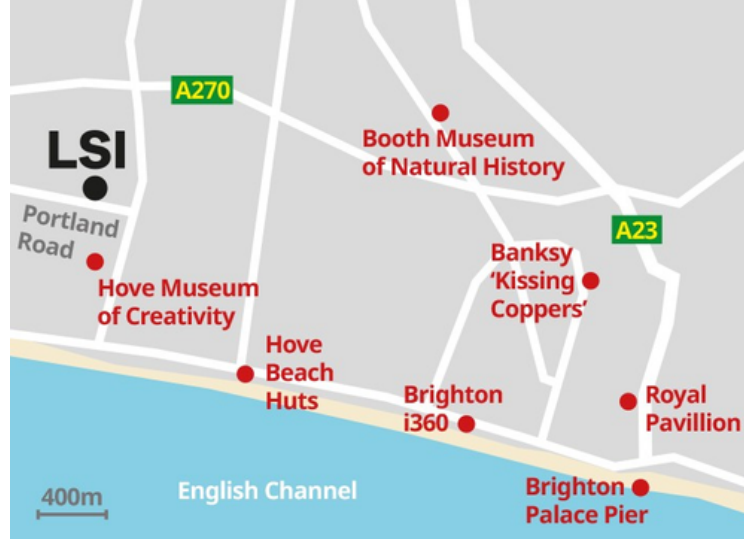 A270
LSI
Portland
Road
Booth Museum
of Natural History
A23
Banksy
‘Kissing
Coppers’
Hove Museum
of Creativity
Hove
Beach
Huts
Brighton
i360
Royal
Pavillion
400m
English Channel
Brighton
Palace Pier